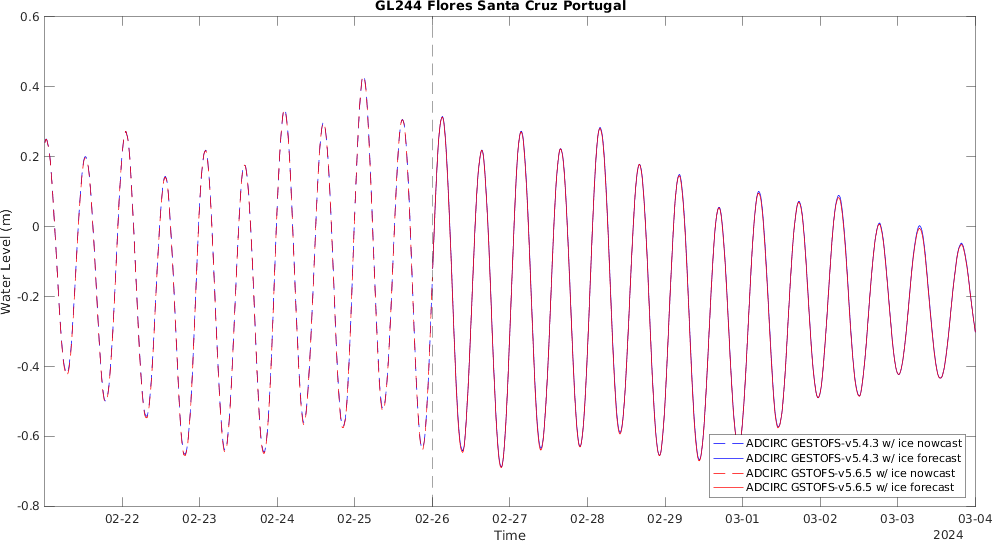 GL244 Flores Santa Cruz Portugal
0.6
0.4
0.2
0
-0.2
-0.4
-0.6
-0.8
Water Level (m)
ADCIRC GESTOFS-v5.4.3 w/ ice nowcast
ADCIRC GESTOFS-v5.4.3 w/ ice forecast
ADCIRC GSTOFS-v5.6.5 w/ ice nowcast
ADCIRC GSTOFS-v5.6.5 w/ ice forecast
02-22 02-23 02-24 02-25 02-26 02-27 02-28 02-29 03-01 03-02 03-03 03-04
Time
2024